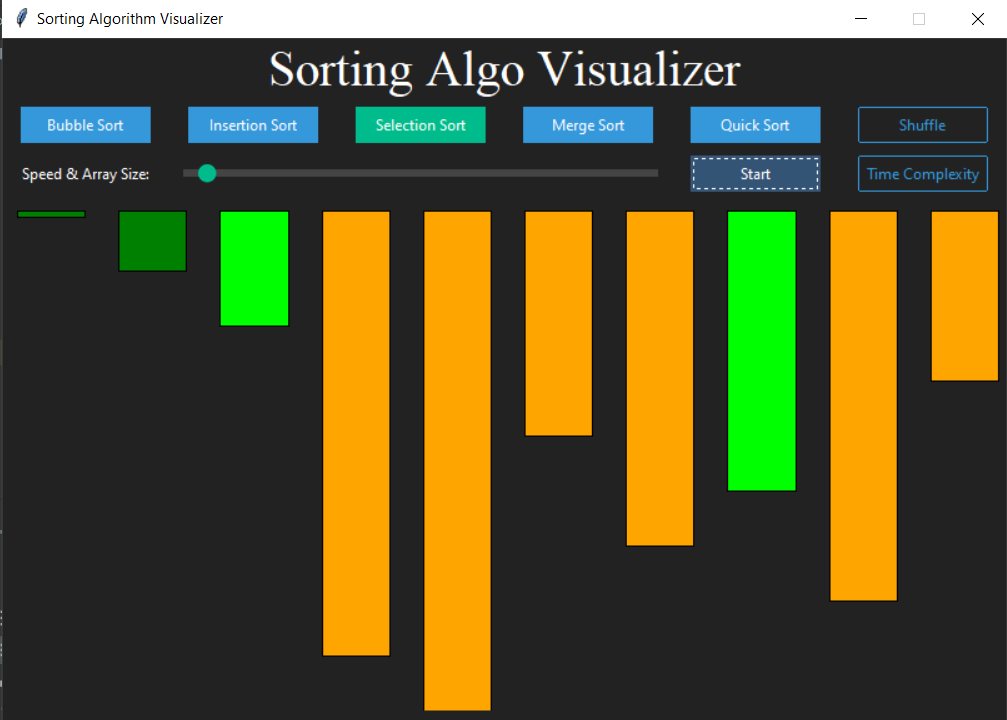 Sorting Algorithm Visualizer
Sorting Algo Visualizer
Bubble Sort Insertion Sort Selection Sort Merge Sort Quick Sort Shuffle
Speed & Array Size: Start Time Complexity